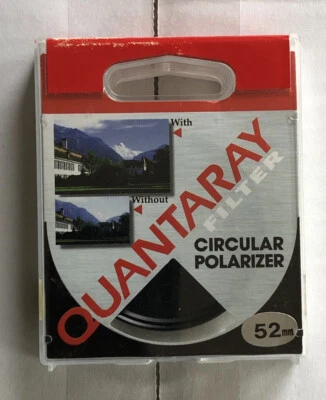 With
Without
QUANTARAY
FILTER
CIRCULAR
POLARIZER
52mm